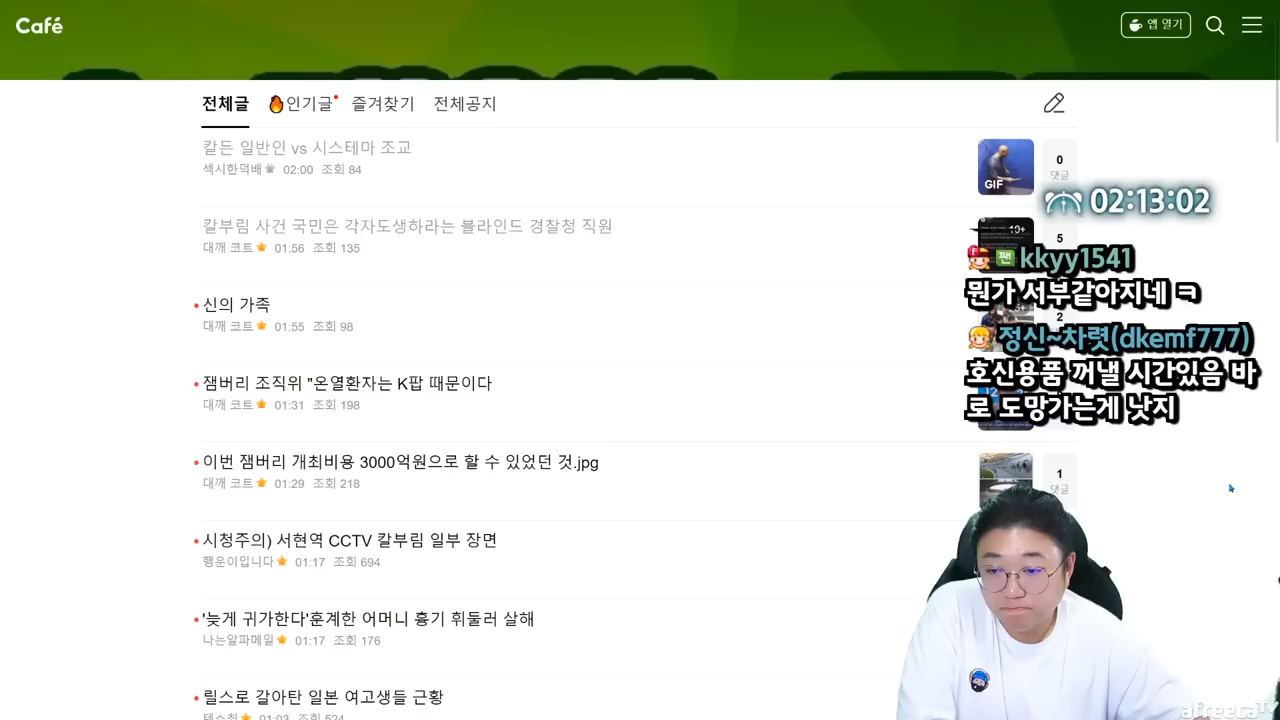 Café
앱 열기
전체글 인기글 즐겨찾기 전체공지
칼든 일반인 vs 시스테마 조교
섹시한덕배 02:00 조회 84
GIF
0
댓글
02:13:02
칼부림 사건 국민은 각자도생하라는 블라인드 경찰청 직원
대깨 코트 조회 135
5
짼 kkyy1541
뭔가 서부같아지네 ㅋ
신의 가족
대깨 코트 01:55 조회 98
2
정신~차렷(dkemf777)
호신용품 꺼낼 시간있음 바
로 도망가는게 낫지
잼버리 조직위 "온열환자는 K팝 때문이다
대깨 코트 01:31 조회 198
이번 잼버리 개최비용 3000억원으로 할 수 있었던 것.jpg
대깨 코트 01:29 조회 218
1
댓글
시청주의) 서현역 CCTV 칼부림 일부 장면
행운이입니다 01:17 조회 694
'늦게 귀가한다'훈계한 어머니 흉기 휘둘러 살해
나는알파메일 01:17 조회 176
릴스로 갈아탄 일본 여고생들 근황
01:03 조회 524
afreecaTV